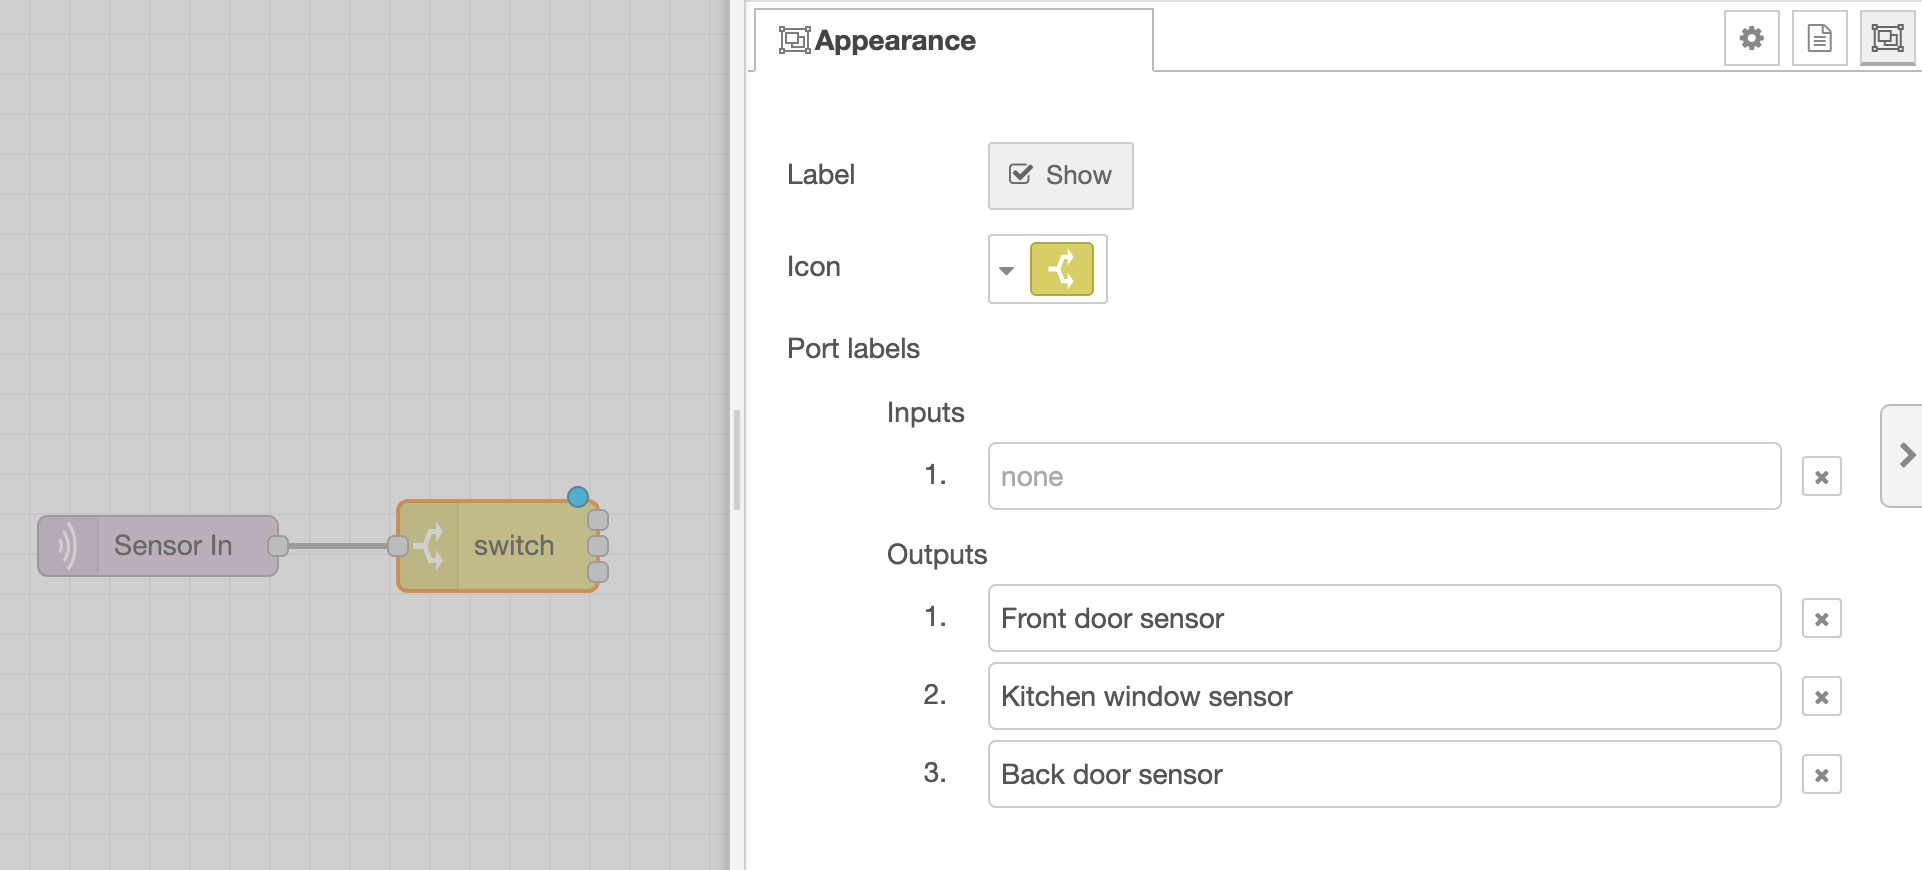 Appearance
Label
Show
Icon
Port labels
Inputs
1.
none
Outputs
1.
Front door sensor
2.
Kitchen window sensor
3.
Back door sensor
Sensor In
switch